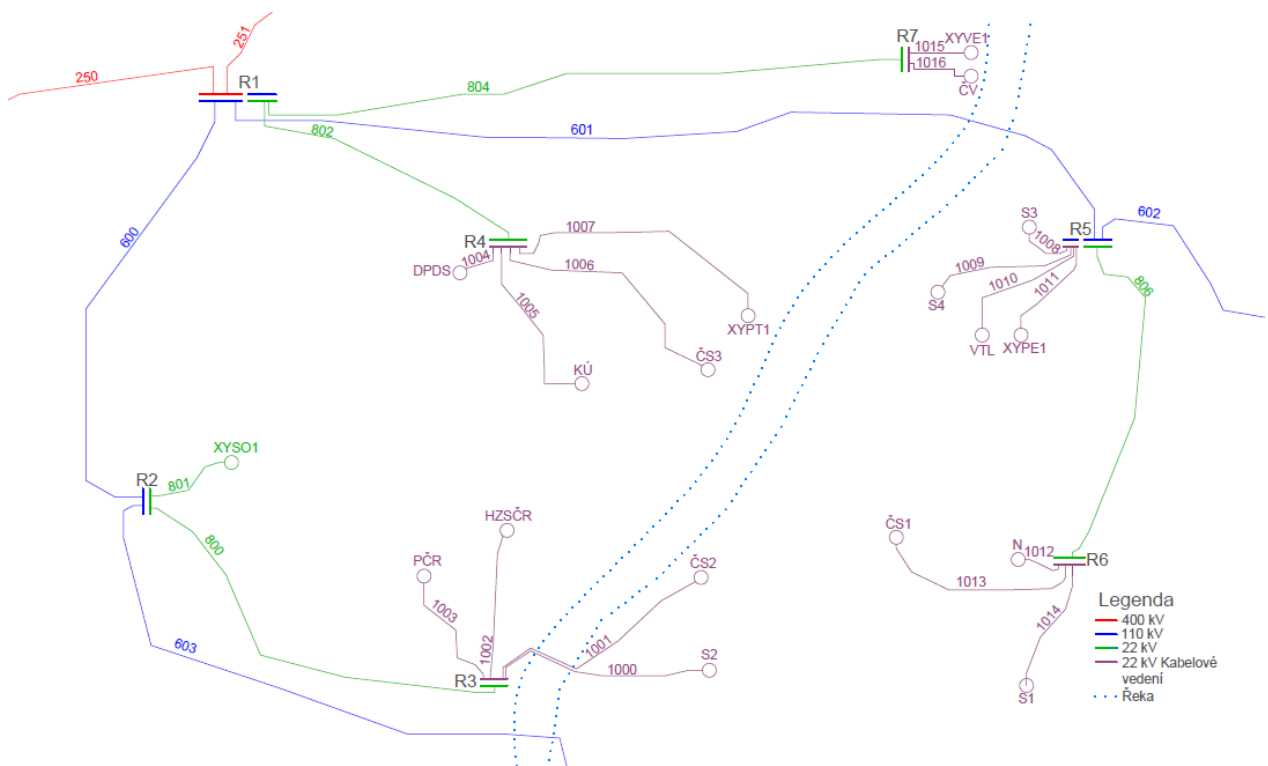 251
250
R1
804
802
601
R7
1015
XYVE1
1016
ČV
600
R4
1004
DPDS
1007
1006
1005
XYPT1
ČS3
KÚ
S3
1008
R5
602
1009
1010
1011
S4
VTL
XYPE1
806
XYSO1
801
R2
800
603
HZSČR
PČR
1003
1002
ČS2
1001
1000
S2
R3
ČS1
N
1012
R6
1013
1014
S1
Legenda
400 kV
110 kV
22 kV
22 kV Kabelové
vedení
Řeka